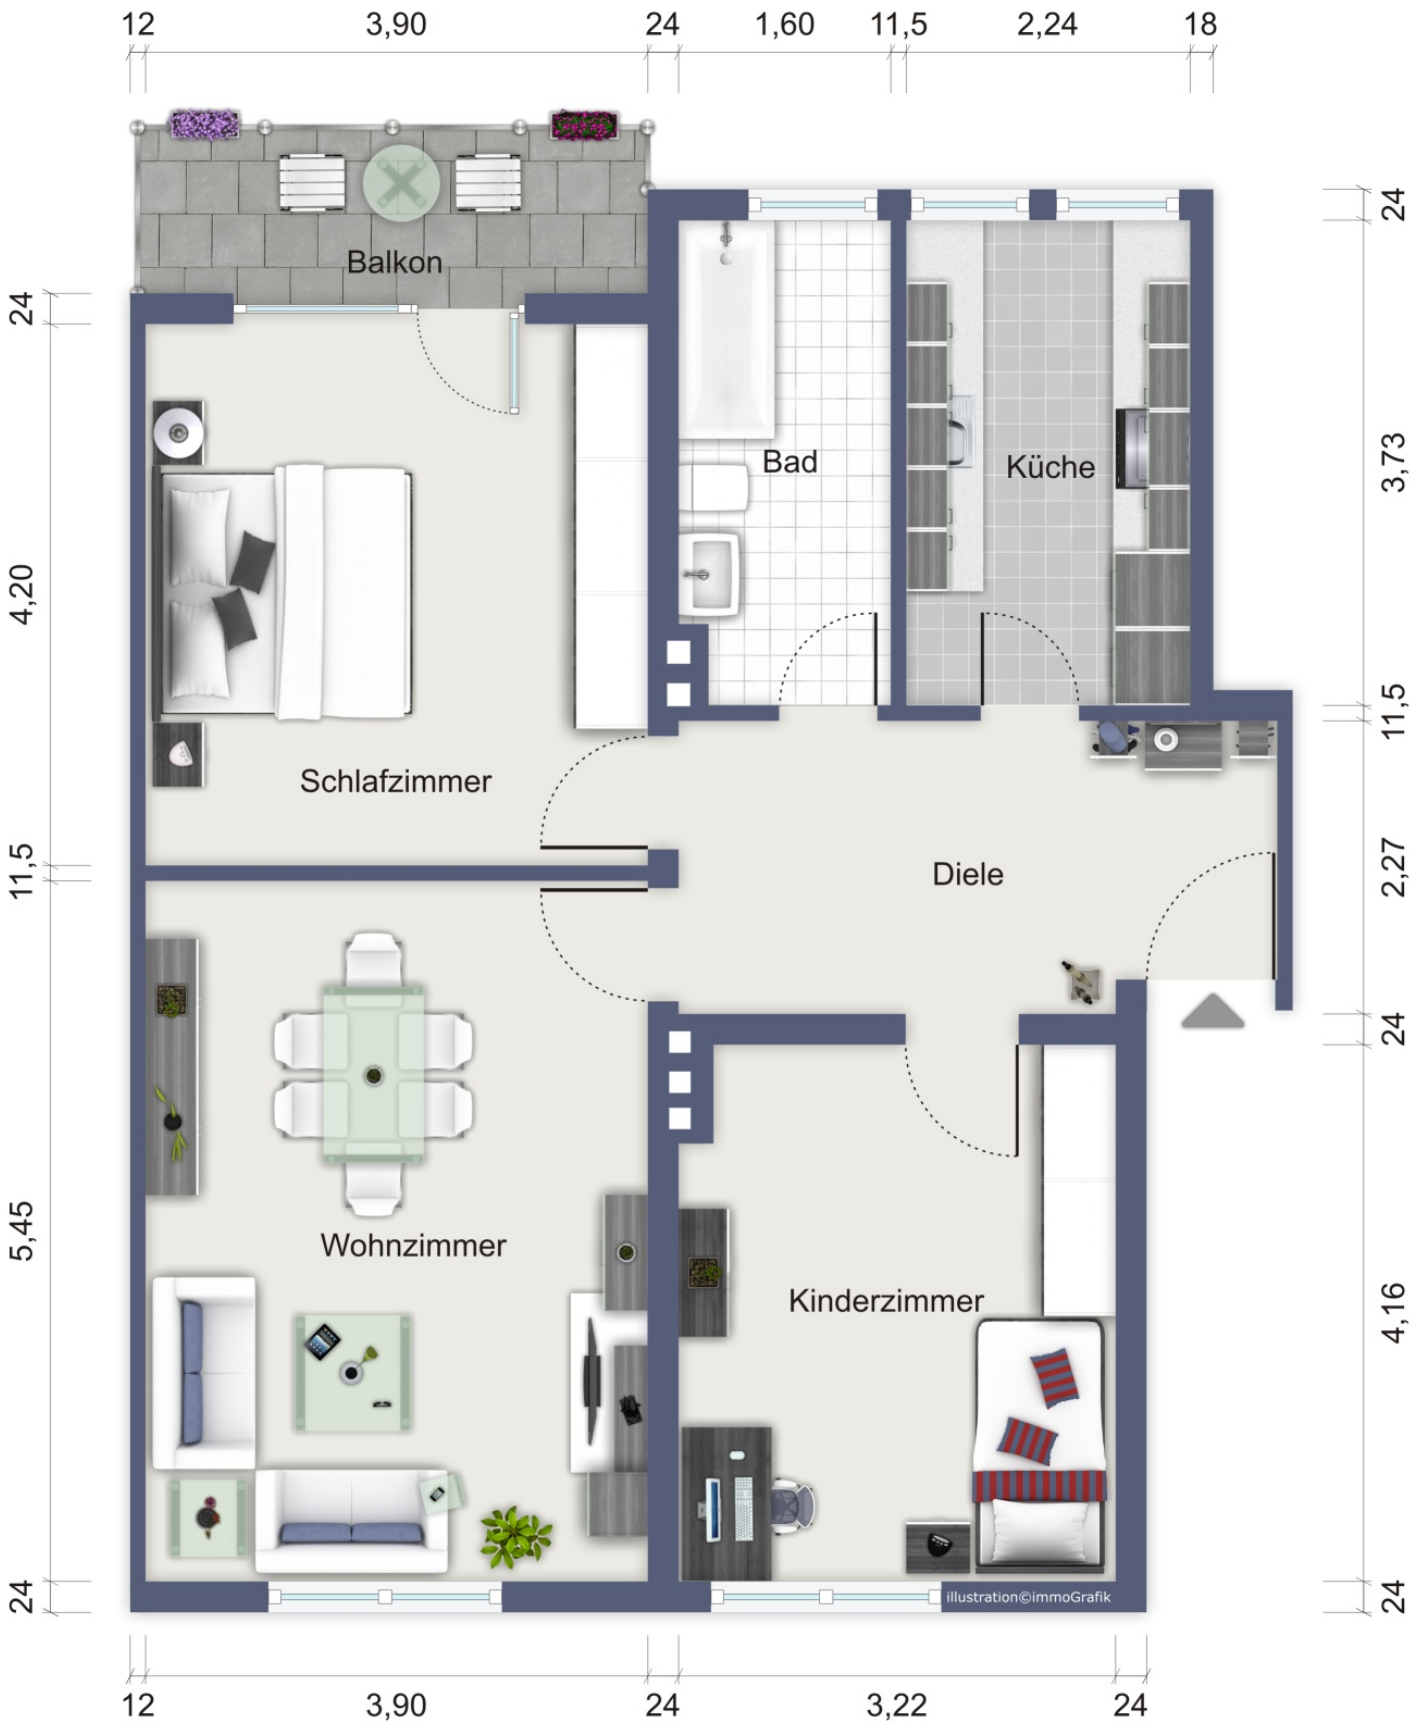 12 3,90 24 1,60 11,5 2,24 18
24
Balkon
24
Bad
Küche
3,73
4,20
11,5
Schlafzimmer
11,5
Diele
2,27
24
5,45
Wohnzimmer
Kinderzimmer
4,16
24
illustration©immoGrafik
24
12 3,90 24 3,22 24